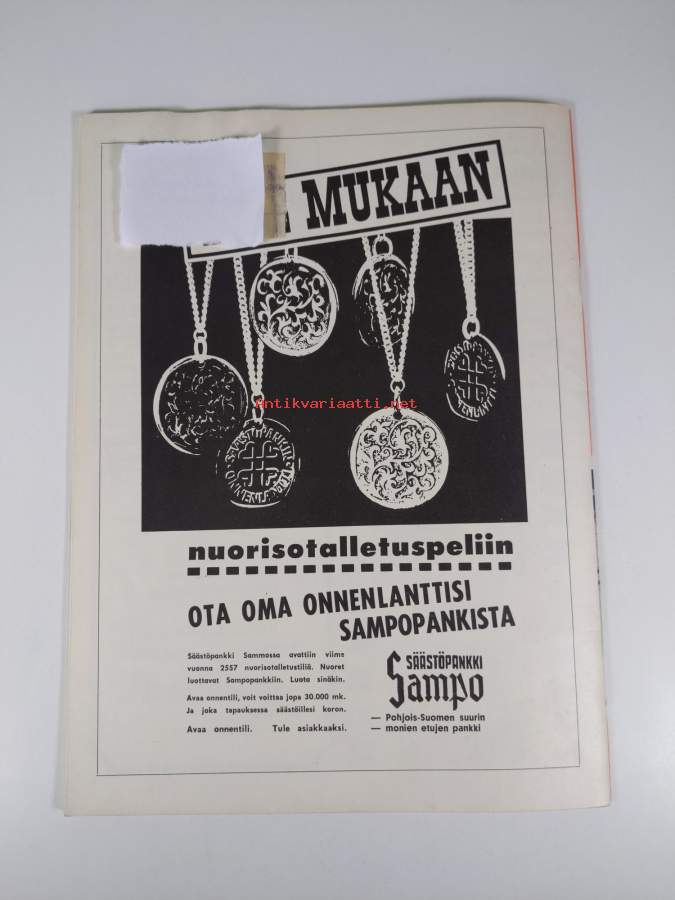 MUKAAN
SÄÄSTÖPANKIN
ONNENLANTTI
Antikvariaatti.net
nuorisotalletuspeliin
OTA OMA ONNENLANTTISI
SAMPOPANKISTA
Säästöpankki Sammossa avattiin viime
vuonna 2557 nuorisotalletustiliä. Nuoret
luottavat Sampopankkiin. Luota sinäkin.
Avaa onnentili, voit voittaa jopa 30.000 mk.
Ja joka tapauksessa säästöillesi koron.
Avaa onnentili. Tule asiakkaaksi.
SÄÄSTÖPANKKI
Sampo
— Pohjois-Suomen suurin
— monien etujen pankki